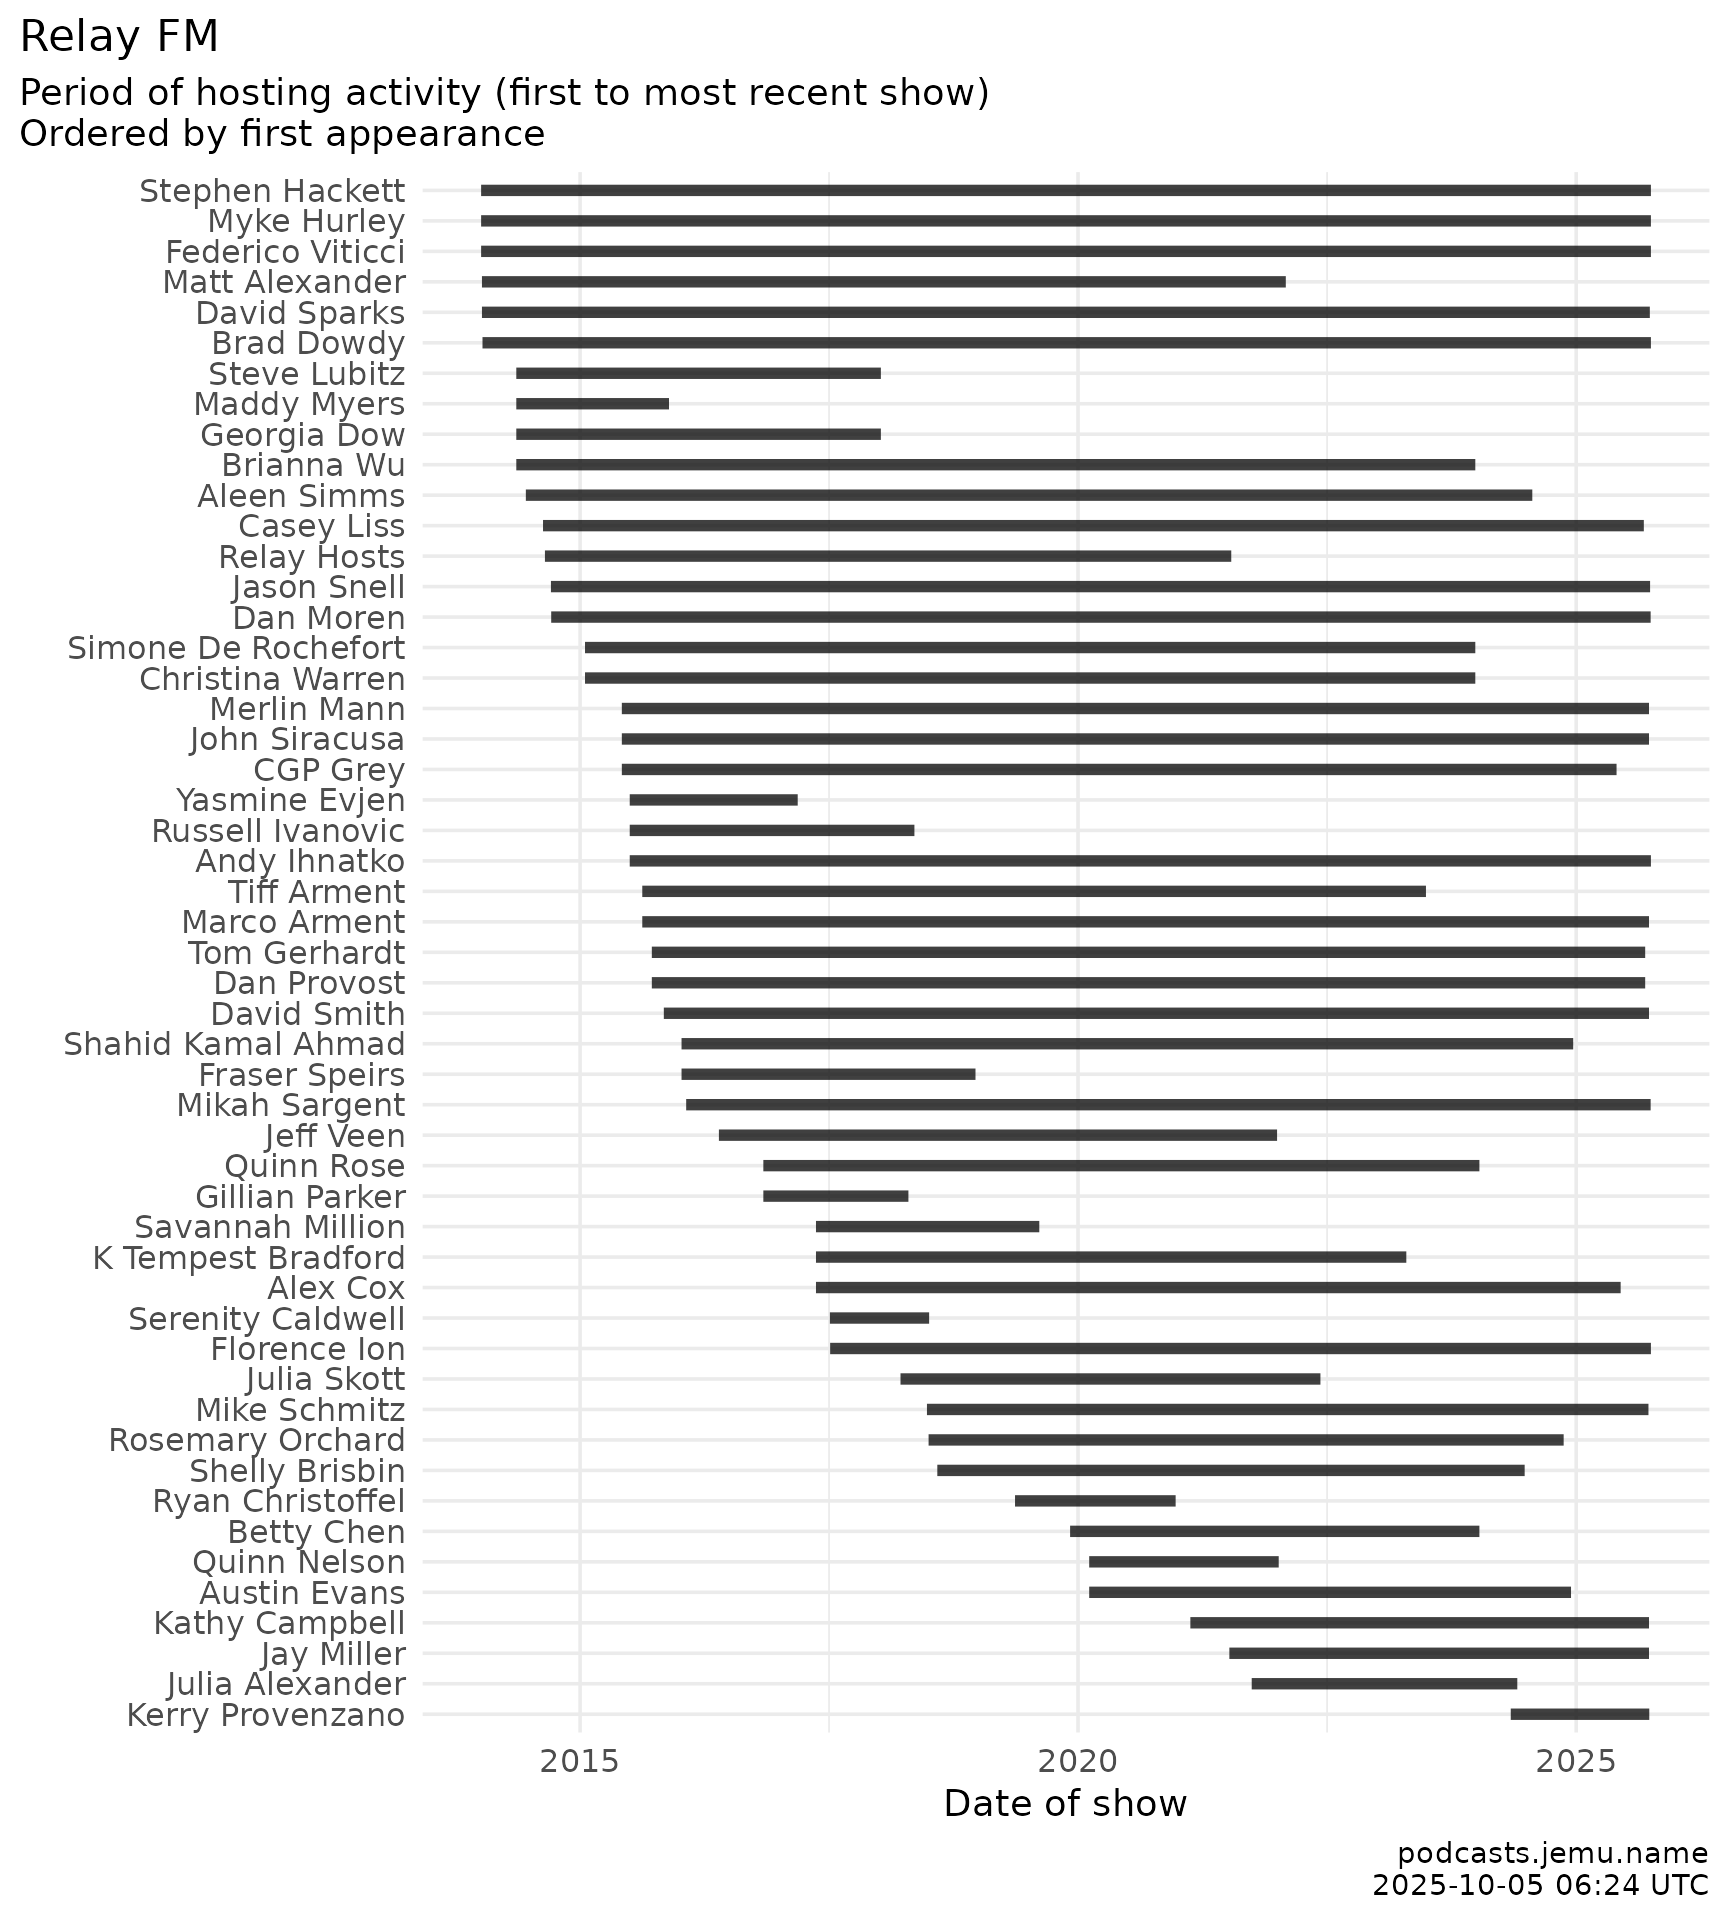 Relay FM
Period of hosting activity (first to most recent show)
Ordered by first appearance
Stephen Hackett
Myke Hurley
Federico Viticci
Matt Alexander
David Sparks
Brad Dowdy
Steve Lubitz
Maddy Myers
Georgia Dow
Brianna Wu
Aleen Simms
Casey Liss
Relay Hosts
Jason Snell
Dan Moren
Simone De Rochefort
Christina Warren
Merlin Mann
John Siracusa
CGP Grey
Yasmine Evjen
Russell Ivanovic
Andy Ihnatko
Tiff Arment
Marco Arment
Tom Gerhardt
Dan Provost
David Smith
Shahid Kamal Ahmad
Fraser Speirs
Mikah Sargent
Jeff Veen
Quinn Rose
Gillian Parker
Savannah Million
K Tempest Bradford
Alex Cox
Serenity Caldwell
Florence Ion
Julia Skott
Mike Schmitz
Rosemary Orchard
Shelly Brisbin
Ryan Christoffel
Betty Chen
Quinn Nelson
Austin Evans
Kathy Campbell
Jay Miller
Julia Alexander
Kerry Provenzano
2015 2020 2025
Date of show
podcasts.jemu.name
2025-10-05 06:24 UTC